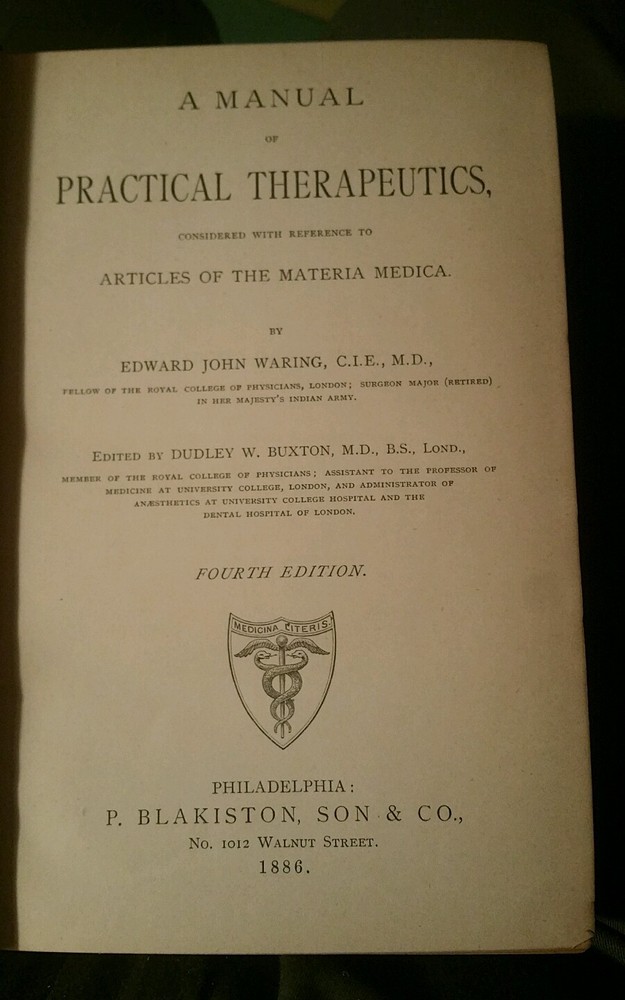 A MANUAL
OF
PRACTICAL THERAPEUTICS,
CONSIDERED WITH REFERENCE TO
ARTICLES OF THE MATERIA MEDICA.
BY
EDWARD JOHN WARING, C.I.E., M.D.,
FELLOW OF THE ROYAL COLLEGE OF PHYSICIANS, LONDON; SURGEON MAJOR (RETIRED)
IN HER MAJESTY'S INDIAN ARMY.
EDITED BY DUDLEY W. BUXTON, M.D., B.S., LOND.,
MEMBER OF THE ROYAL COLLEGE OF PHYSICIANS; ASSISTANT TO THE PROFESSOR OF
MEDICINE AT UNIVERSITY COLLEGE, LONDON, AND ADMINISTRATOR OF
ANÆSTHETICS AT UNIVERSITY COLLEGE HOSPITAL AND THE
DENTAL HOSPITAL OF LONDON.
FOURTH EDITION.
MEDICINA LITERIS
PHILADELPHIA:
P. BLAKISTON, SON & CO.,
No. 1012 WALNUT STREET.
1886.